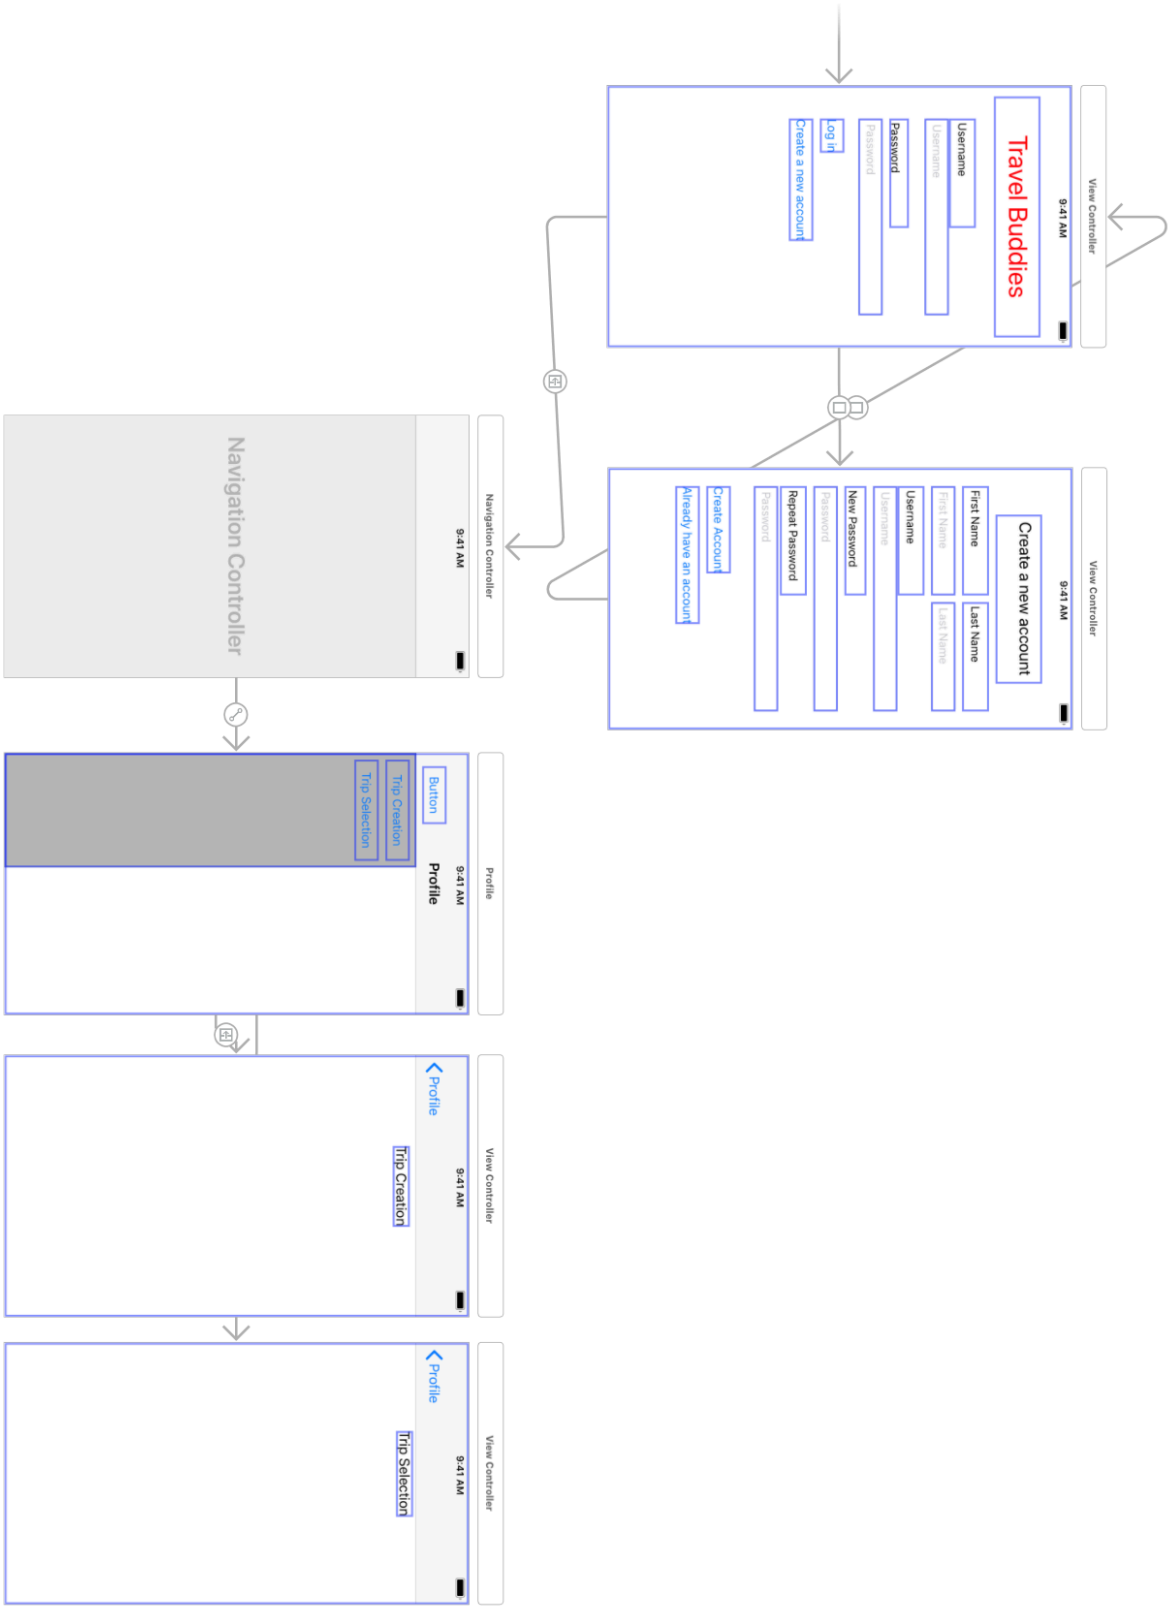 View Controller
9:41 AM
Travel Buddies
Username
Username
Password
Password
Log in
Create a new account
View Controller
9:41 AM
Create a new account
First Name
Last Name
First Name
Last Name
Username
Username
New Password
Password
Repeat Password
Password
Create Account
Already have an account
Navigation Controller
9:41 AM
Navigation Controller
Profile
9:41 AM
Button
Profile
Trip Creation
Trip Selection
View Controller
9:41 AM
Profile
Trip Creation
View Controller
9:41 AM
Profile
Trip Selection